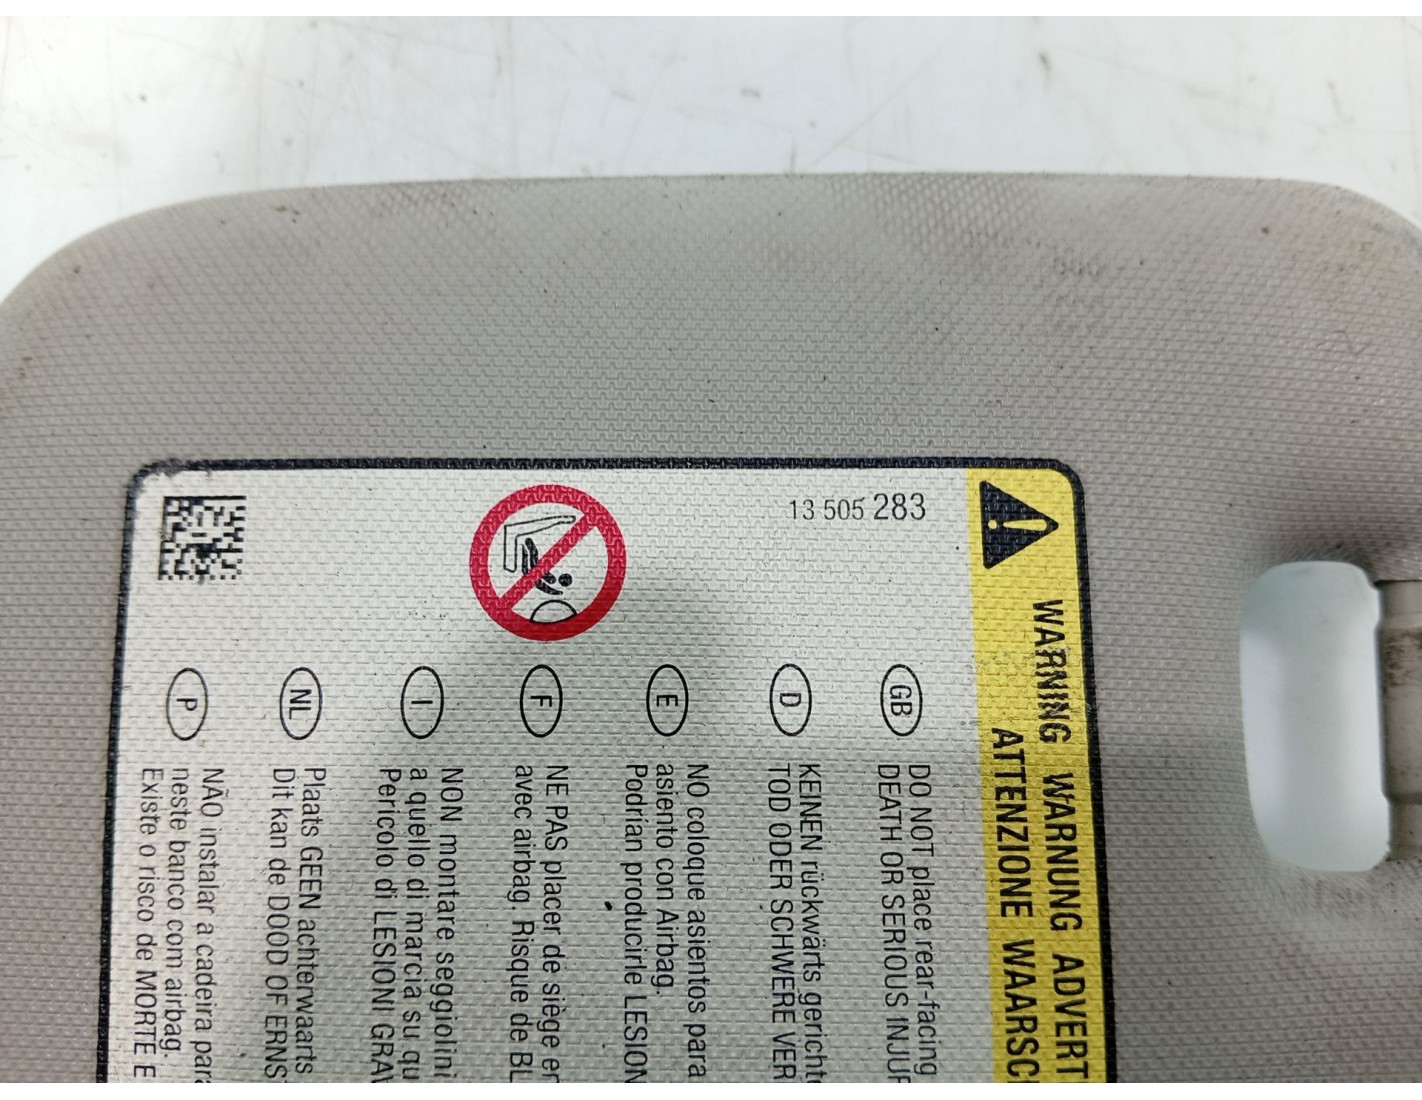 WARNING WARNUNG ADVERT
ATTENZIONE WAARSC
13 505 283
GB
DO NOT place rear-facing
DEATH OR SERIOUS INJUR
D
KEINEN rückwärts gerichte
TOD ODER SCHWERE VER
E
NO coloque asientos para
asiento con Airbag.
Podrían producirle LESION
F
NE PAS placer de siège en
avec airbag. Risque de BL
I
NON montare seggiolini
a quello di marcia su qu
Pericolo di LESIONI GRAV
NL
Plaats GEEN achterwaarts
Dit kan de DOOD OF ERNS
P
NÃO instalar a cadeira para
neste banco com airbag.
Existe o risco de MORTE E